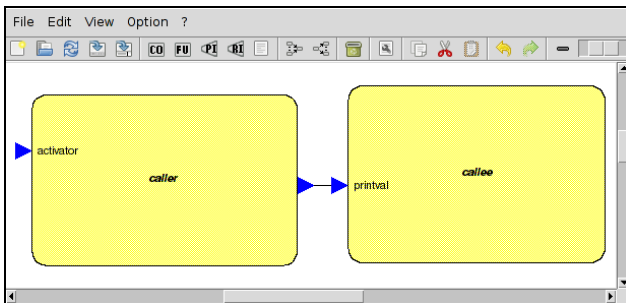 File Edit View Option ?
CO FU PI RI
activator
caller
printval
callee